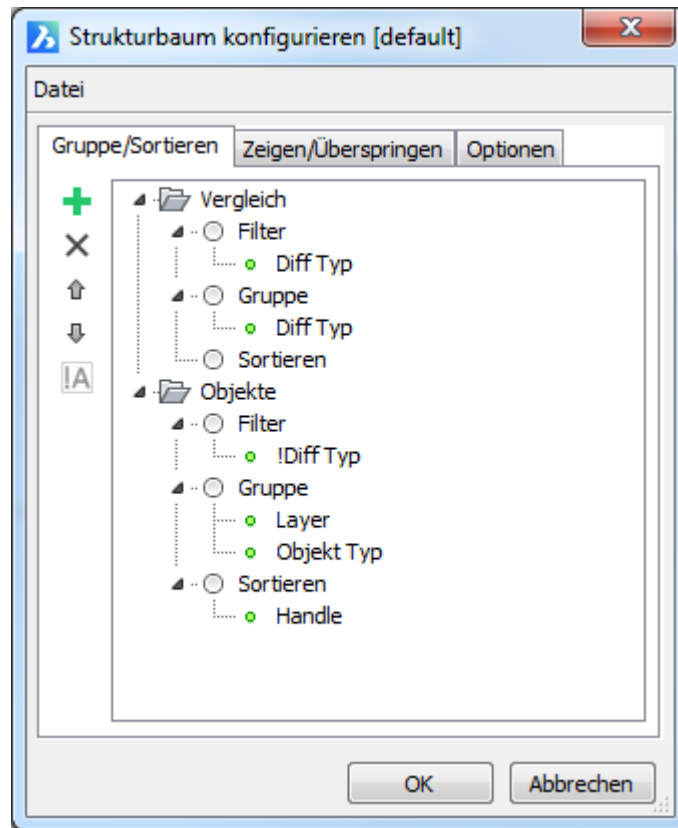 Strukturbaum konfigurieren [default]
Datei
Gruppe/Sortieren Zeigen/Überspringen Optionen
Vergleich
Filter
Diff Typ
Gruppe
Diff Typ
Sortieren
!A
Objekte
Filter
!Diff Typ
Gruppe
Layer
Objekt Typ
Sortieren
Handle
OK Abbrechen